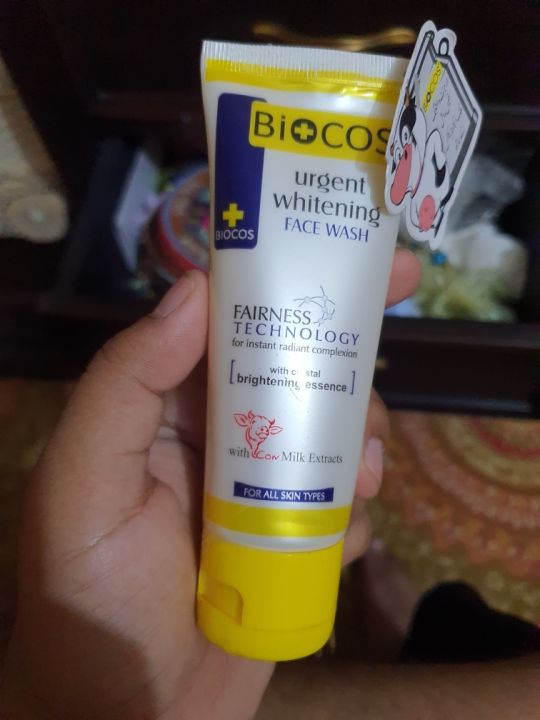 BiOCOS
BIOCOS
urgent
whitening
FACE WASH
BIOCOS
FAIRNESS
TECHNOLOGY
for instant radiant complexion
[ with crystal
brightening essence ]
with Cow Milk Extracts
FOR ALL SKIN TYPES